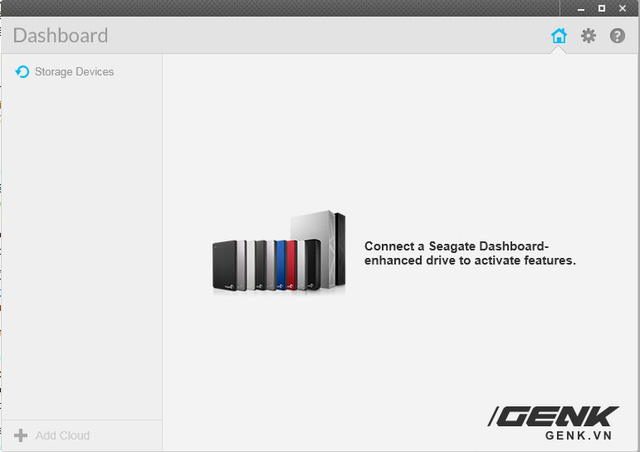 Dashboard
Storage Devices
Connect a Seagate Dashboard-
enhanced drive to activate features.
Add Cloud
GENK
GENK.VN